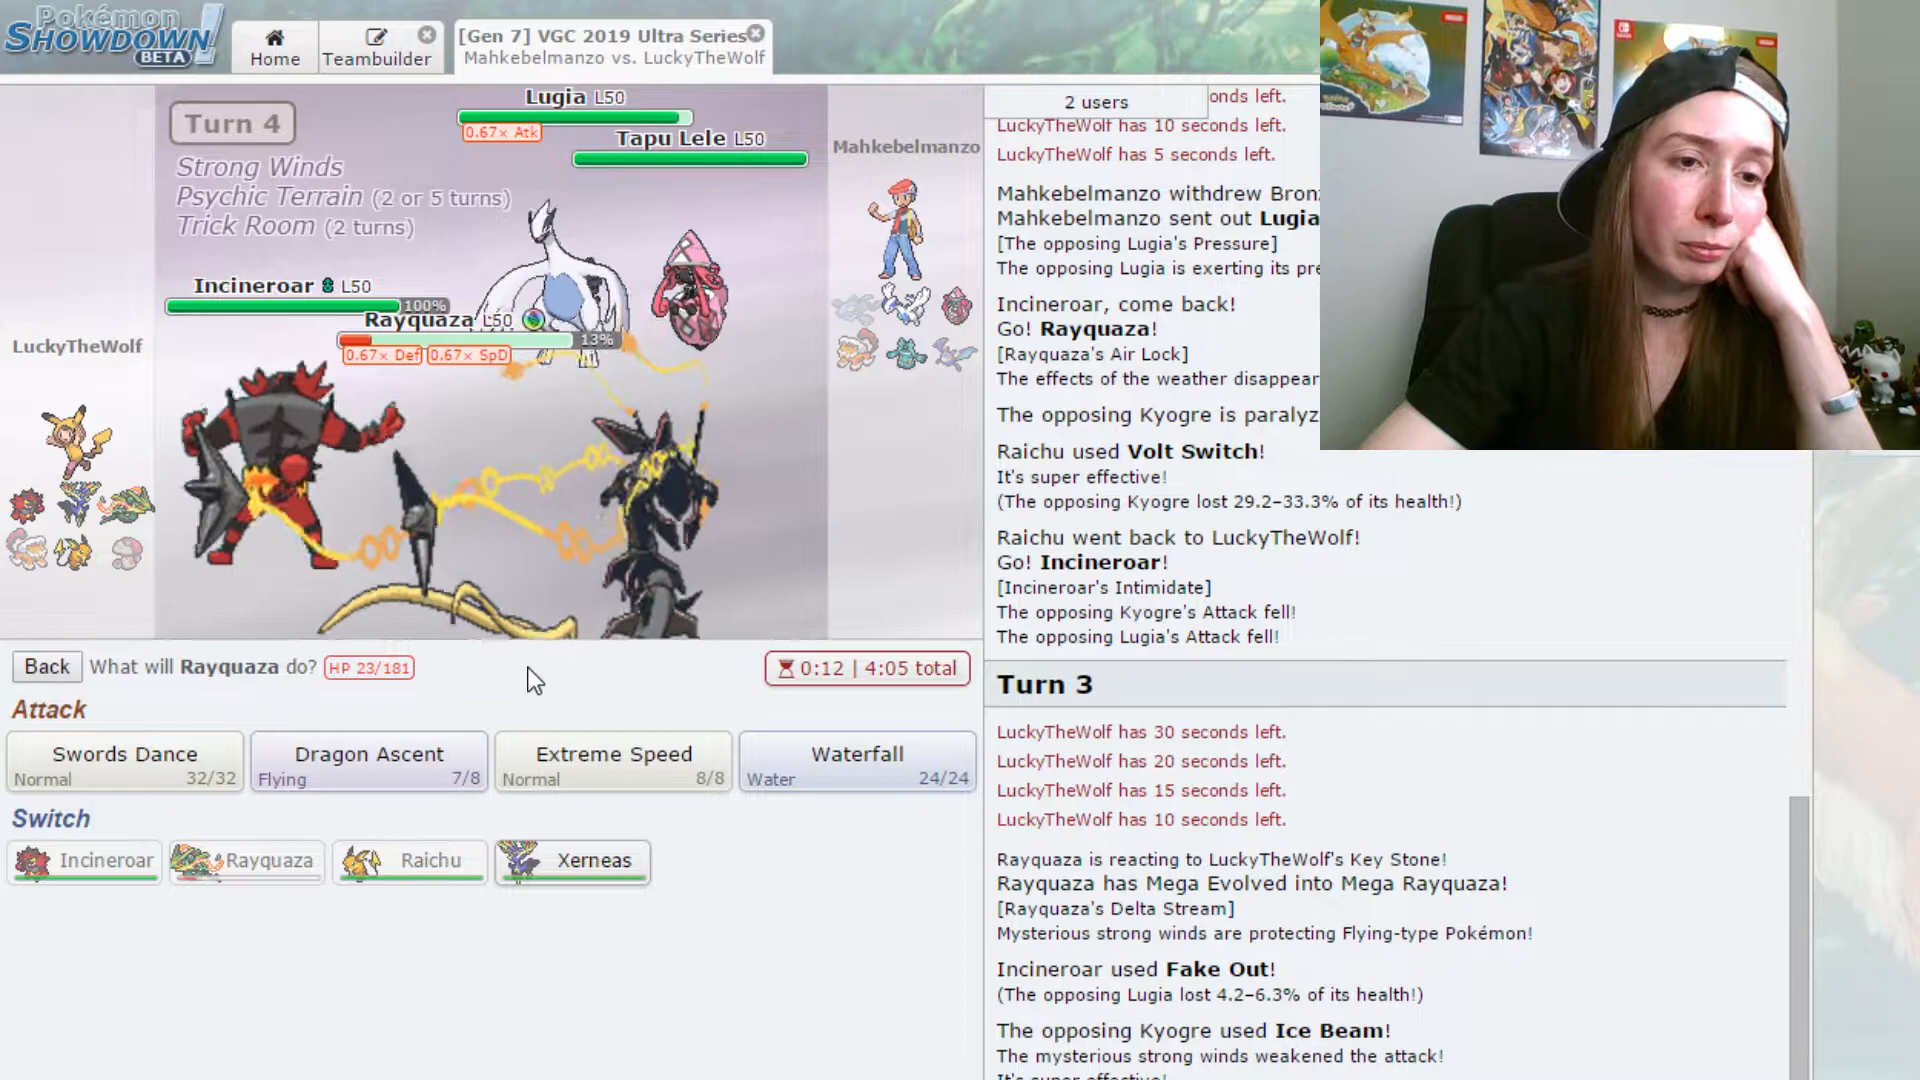 Pokémon
SHOWDOWN!
BETA
Home
Teambuilder
[Gen 7] VGC 2019 Ultra Series
Mahkebelmanzo vs. LuckyTheWolf
Turn 4
Strong Winds
Psychic Terrain (2 or 5 turns)
Trick Room (2 turns)
Lugia L50
0.67× Atk
Tapu Lele L50
Incineroar L50
100%
Rayquaza L50
13%
0.67× Def 0.67× SpD
LuckyTheWolf
Mahkebelmanzo
2 users
onds left.
LuckyTheWolf has 10 seconds left.
LuckyTheWolf has 5 seconds left.
Mahkebelmanzo withdrew Bron
Mahkebelmanzo sent out Lugia
[The opposing Lugia's Pressure]
The opposing Lugia is exerting its pre
Incineroar, come back!
Go! Rayquaza!
[Rayquaza's Air Lock]
The effects of the weather disappear
The opposing Kyogre is paralyz
Raichu used Volt Switch!
It's super effective!
(The opposing Kyogre lost 29.2–33.3% of its health!)
Raichu went back to LuckyTheWolf!
Go! Incineroar!
[Incineroar's Intimidate]
The opposing Kyogre's Attack fell!
The opposing Lugia's Attack fell!
Turn 3
LuckyTheWolf has 30 seconds left.
LuckyTheWolf has 20 seconds left.
LuckyTheWolf has 15 seconds left.
LuckyTheWolf has 10 seconds left.
Rayquaza is reacting to LuckyTheWolf's Key Stone!
Rayquaza has Mega Evolved into Mega Rayquaza!
[Rayquaza's Delta Stream]
Mysterious strong winds are protecting Flying-type Pokémon!
Incineroar used Fake Out!
(The opposing Lugia lost 4.2–6.3% of its health!)
The opposing Kyogre used Ice Beam!
The mysterious strong winds weakened the attack!
It's super effective!
Back What will Rayquaza do? HP 23/181
0:12 | 4:05 total
Attack
Swords Dance
Normal 32/32
Dragon Ascent
Flying 7/8
Extreme Speed
Normal 8/8
Waterfall
Water 24/24
Switch
Incineroar
Rayquaza
Raichu
Xerneas